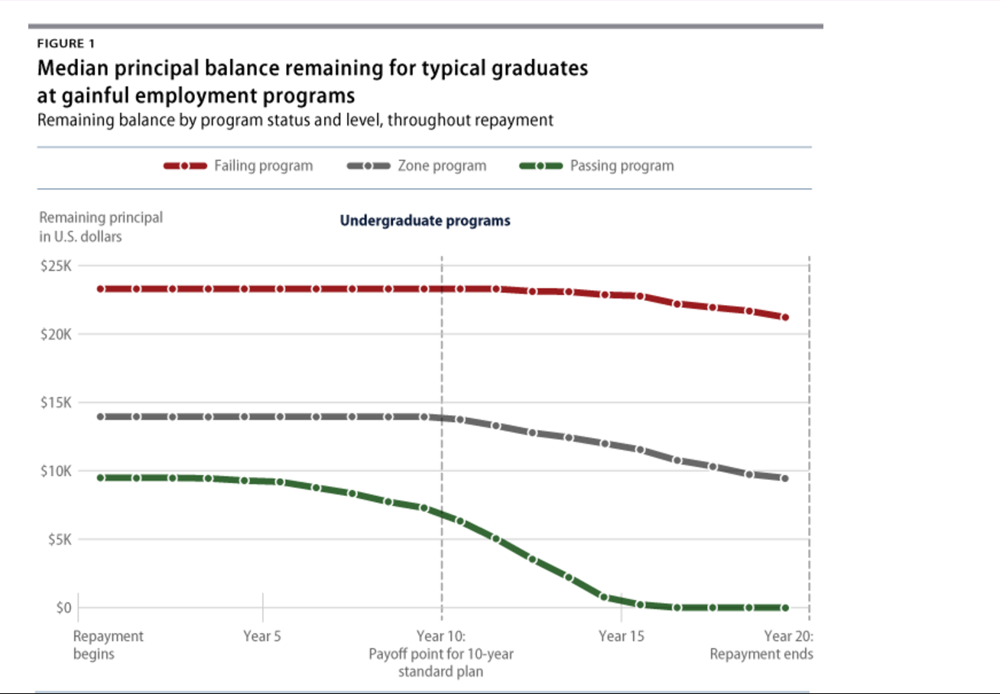 FIGURE 1
Median principal balance remaining for typical graduates
at gainful employment programs
Remaining balance by program status and level, throughout repayment
Failing program Zone program Passing program
Remaining principal
in U.S. dollars
Undergraduate programs
$25K
$20K
$15K
$10K
$5K
$0
Repayment
begins
Year 5
Year 10:
Payoff point for 10-year
standard plan
Year 15
Year 20:
Repayment ends